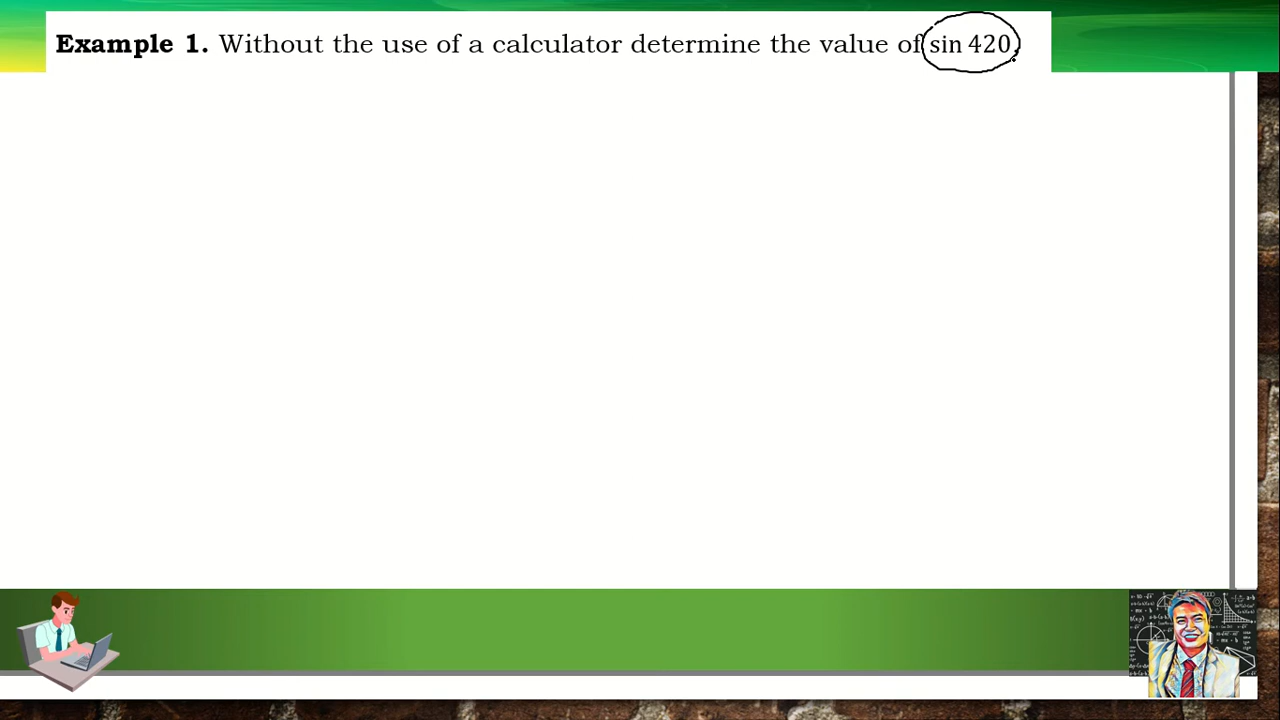 Example 1. Without the use of a calculator determine the value of sin 420.